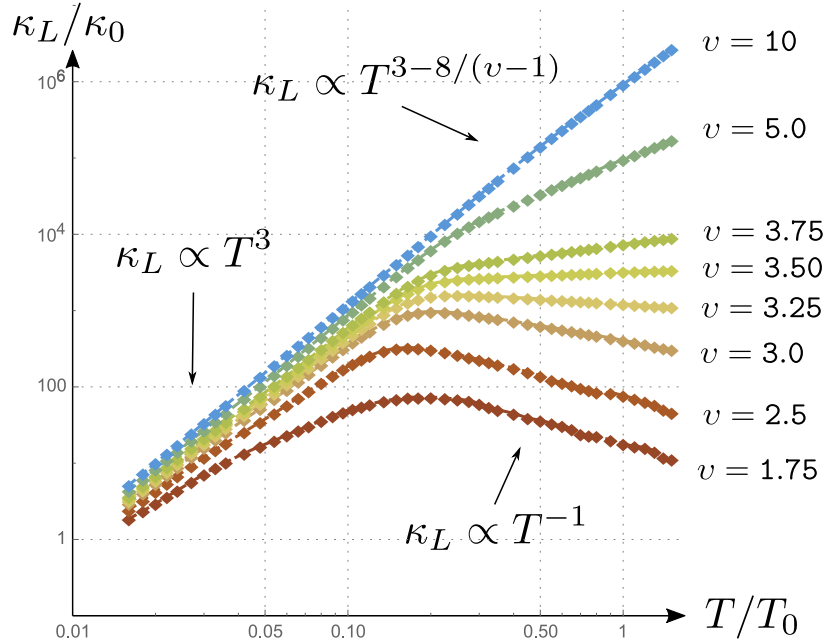 κ_L/κ_0
κ_L ∝ T^{3−8/(υ−1)}
κ_L ∝ T^3
κ_L ∝ T^{−1}
υ = 10
υ = 5.0
υ = 3.75
υ = 3.50
υ = 3.25
υ = 3.0
υ = 2.5
υ = 1.75
10^6
10^4
100
1
0.01 0.05 0.10 0.50 1
T/T_0